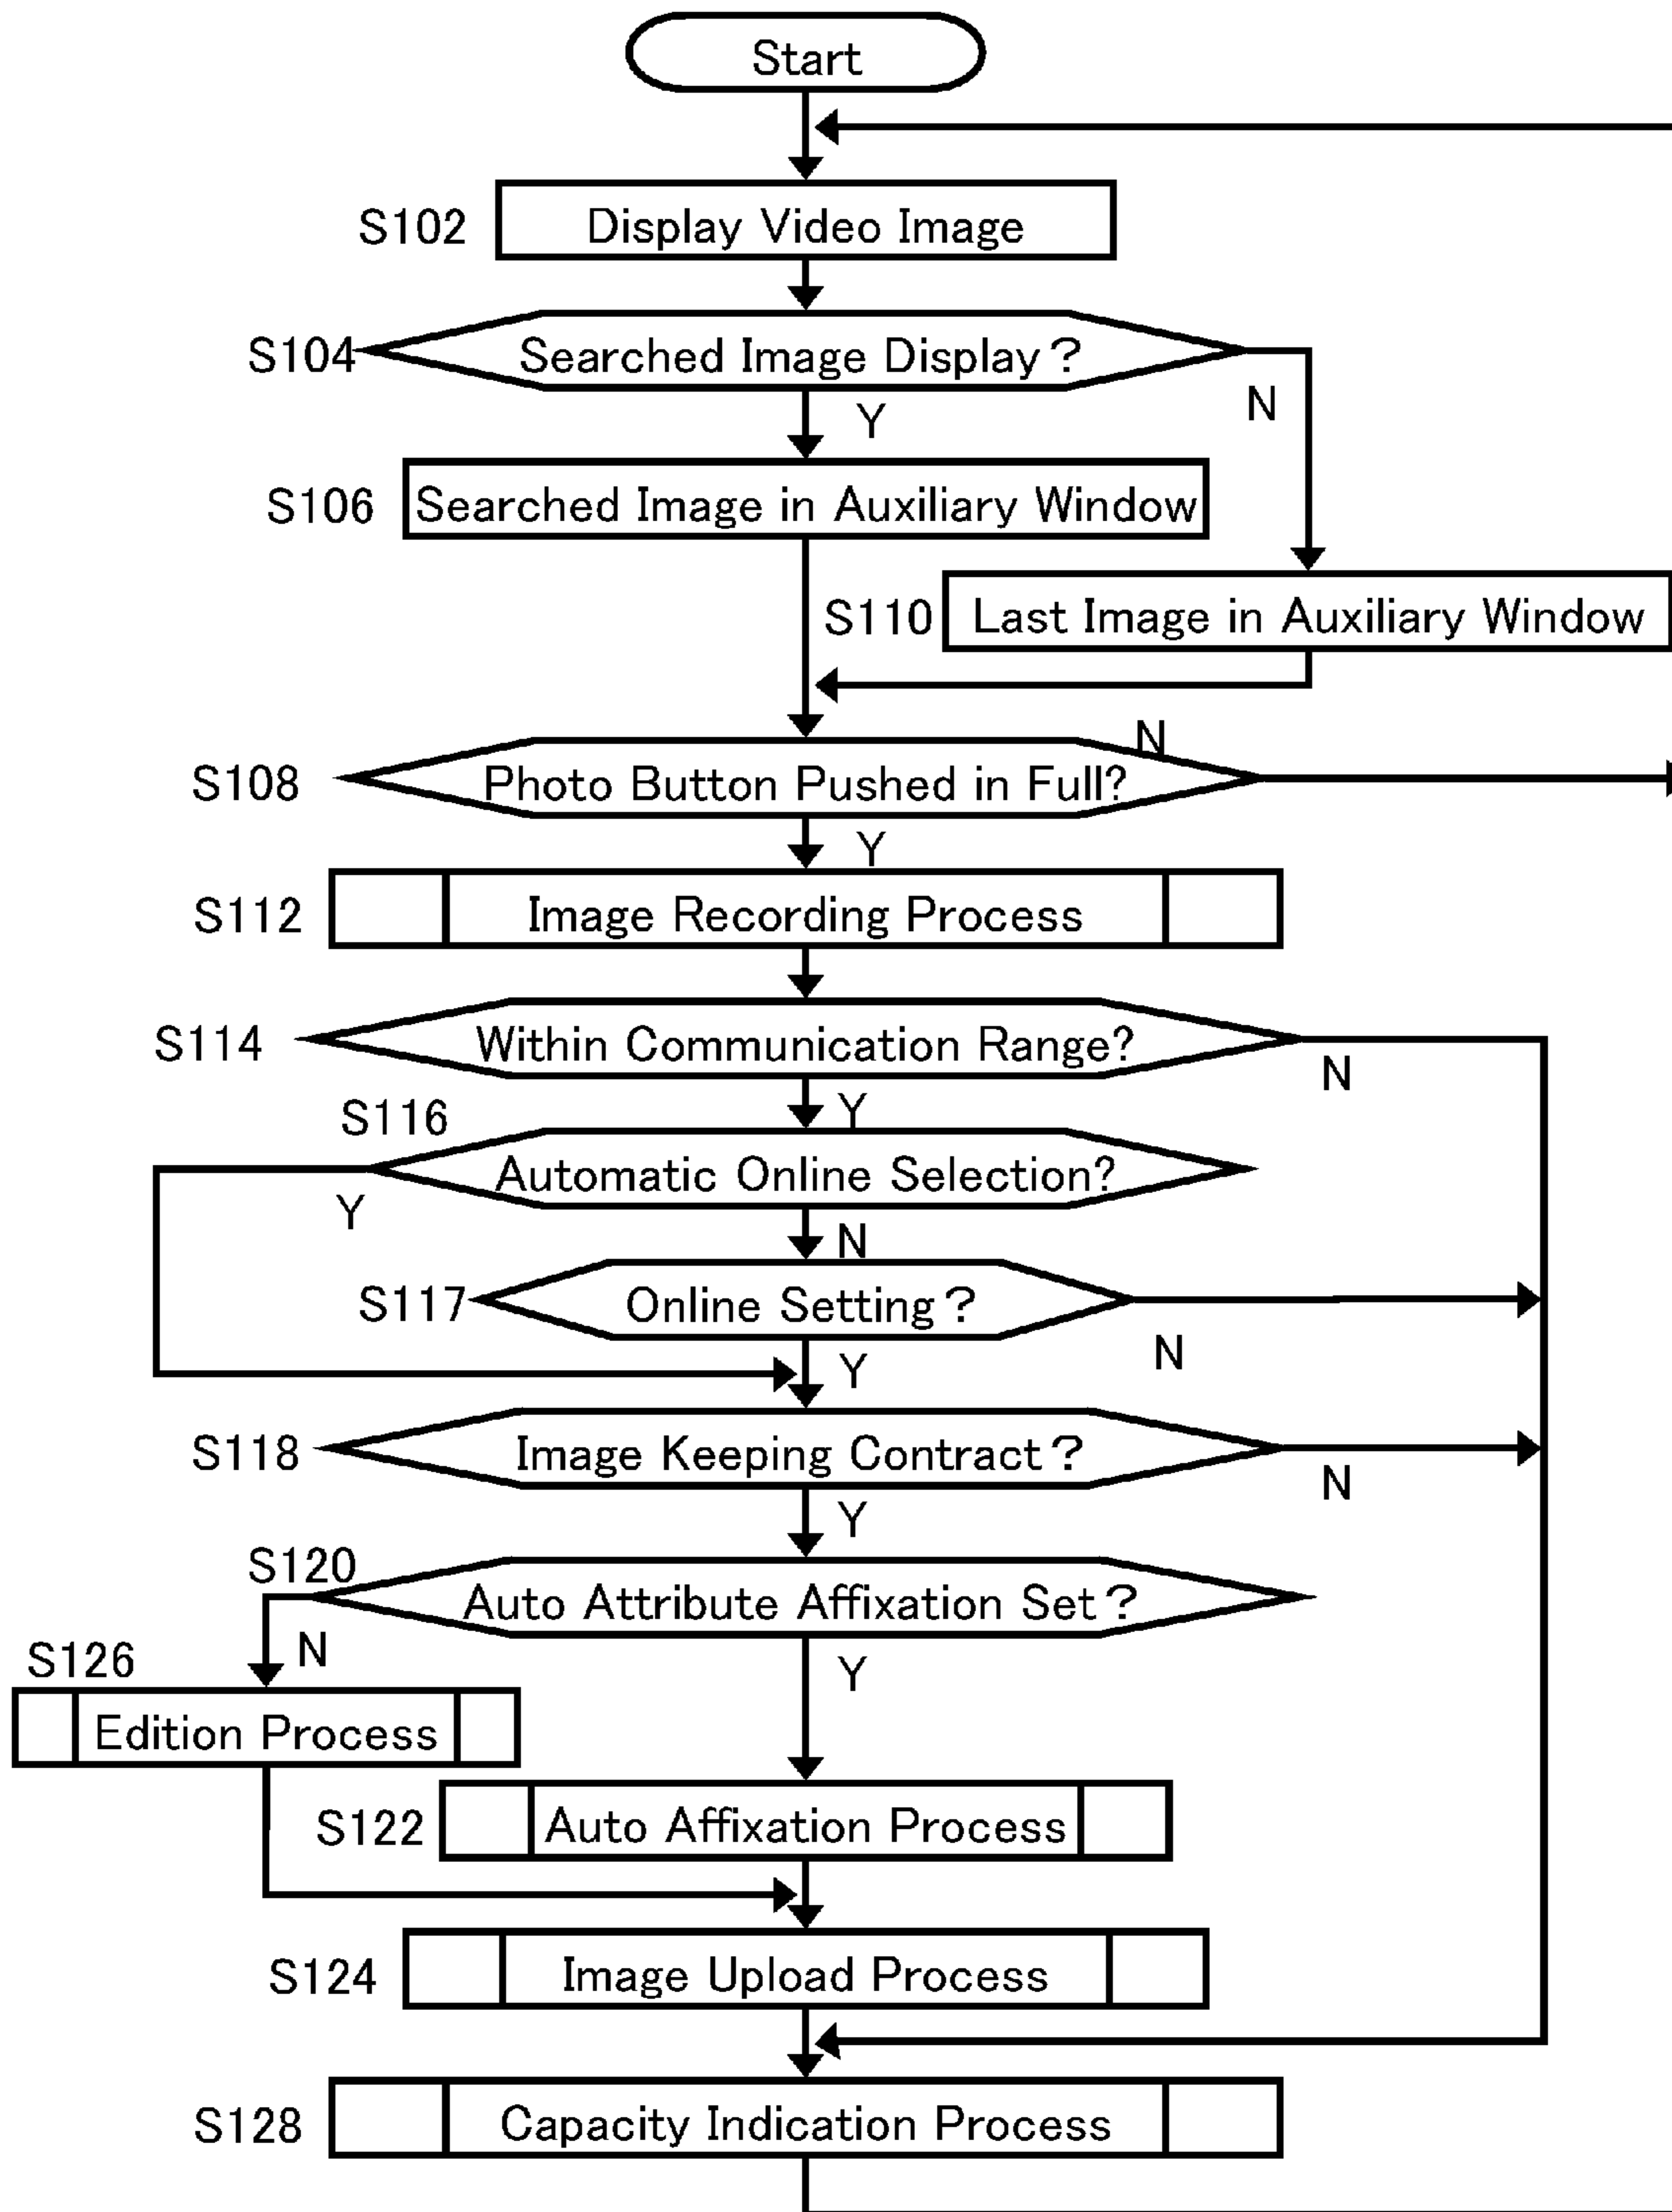 Start
S102
Display Video Image
S104
Searched Image Display?
Y
N
S106
Searched Image in Auxiliary Window
S110
Last Image in Auxiliary Window
N
S108
Photo Button Pushed in Full?
Y
S112
Image Recording Process
S114
Within Communication Range?
N
Y
S116
Automatic Online Selection?
Y
N
S117
Online Setting?
N
Y
S118
Image Keeping Contract?
N
Y
S120
Auto Attribute Affixation Set?
N
Y
S126
Edition Process
S122
Auto Affixation Process
S124
Image Upload Process
S128
Capacity Indication Process